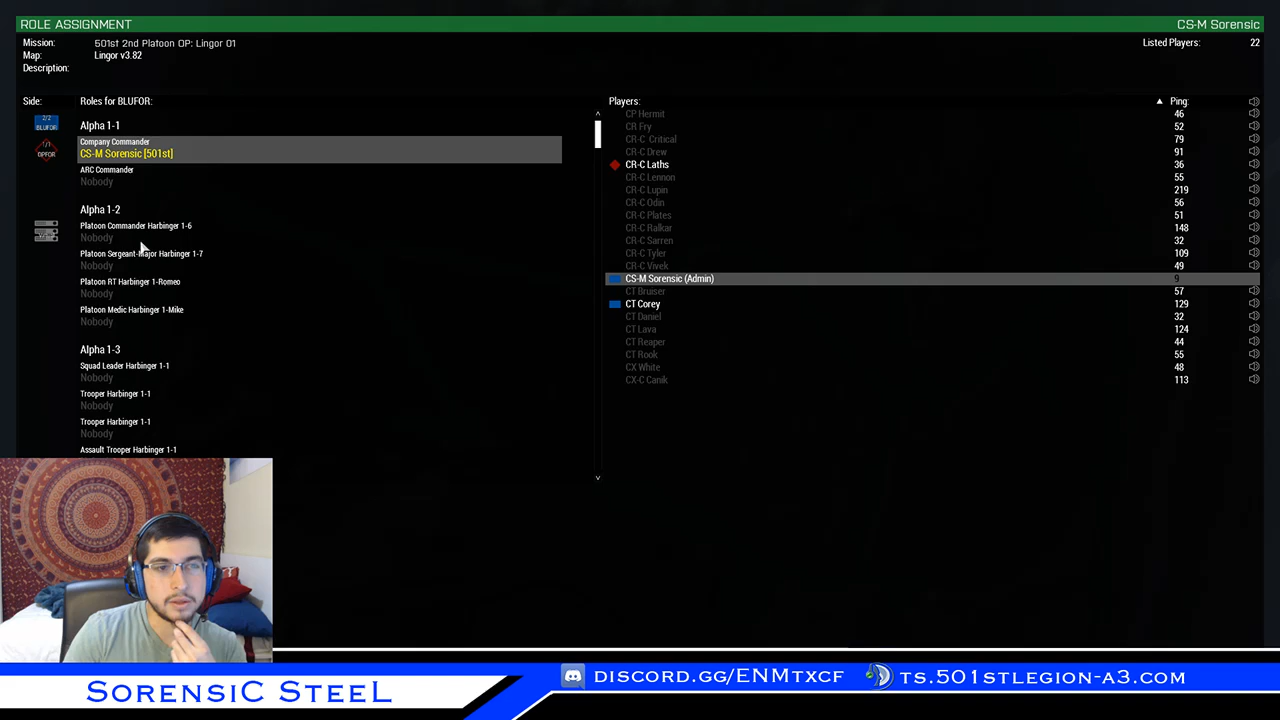 ROLE ASSIGNMENT
CS-M Sorensic
Mission: 501st 2nd Platoon OP: Lingor 01
Listed Players: 22
Map: Lingor v3.82
Description:
Side:
Roles for BLUFOR:
2/2
BLUFOR
1/1
OPFOR
Alpha 1-1
Company Commander
CS-M Sorensic [501st]
ARC Commander
Nobody
Alpha 1-2
Platoon Commander Harbinger 1-6
Nobody
Platoon Sergeant-Major Harbinger 1-7
Nobody
Platoon RT Harbinger 1-Romeo
Nobody
Platoon Medic Harbinger 1-Mike
Nobody
Alpha 1-3
Squad Leader Harbinger 1-1
Nobody
Trooper Harbinger 1-1
Nobody
Trooper Harbinger 1-1
Nobody
Assault Trooper Harbinger 1-1
Players: Ping:
CP Hermit 46
CR Fry 52
CR-C Critical 79
CR-C Drew 91
CR-C Laths 36
CR-C Lennon 55
CR-C Lupin 219
CR-C Odin 56
CR-C Plates 51
CR-C Ralkar 148
CR-C Sarren 32
CR-C Tyler 109
CR-C Vivek 49
CS-M Sorensic (Admin) 9
CT Bruiser 57
CT Corey 129
CT Daniel 32
CT Lava 124
CT Reaper 44
CT Rook 55
CX White 48
CX-C Canik 113
SORENSIC STEEL
DISCORD.GG/ENMTXCF
TS.501STLEGION-A3.COM